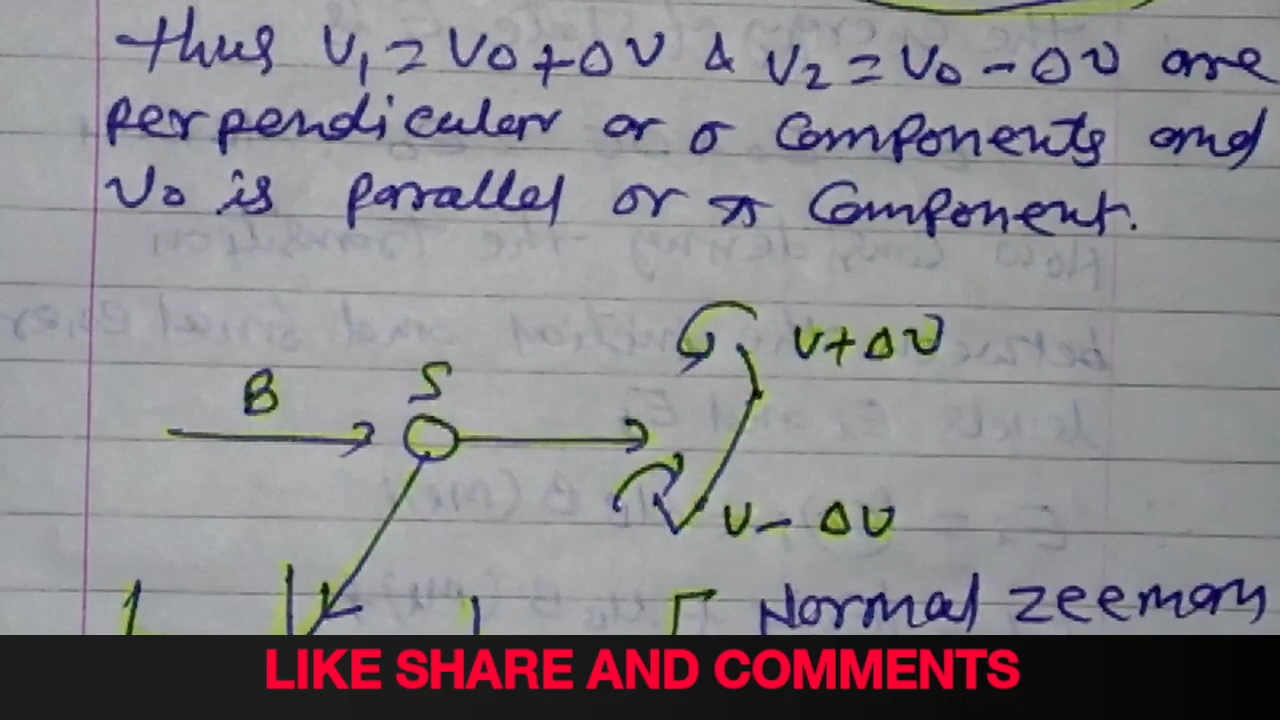 thus ν₁ = ν₀ + Δν & ν₂ = ν₀ - Δν are
perpendicular or σ components and
ν₀ is parallel or π component.
B
S
ν + Δν
ν - Δν
Normal zeeman
LIKE SHARE AND COMMENTS